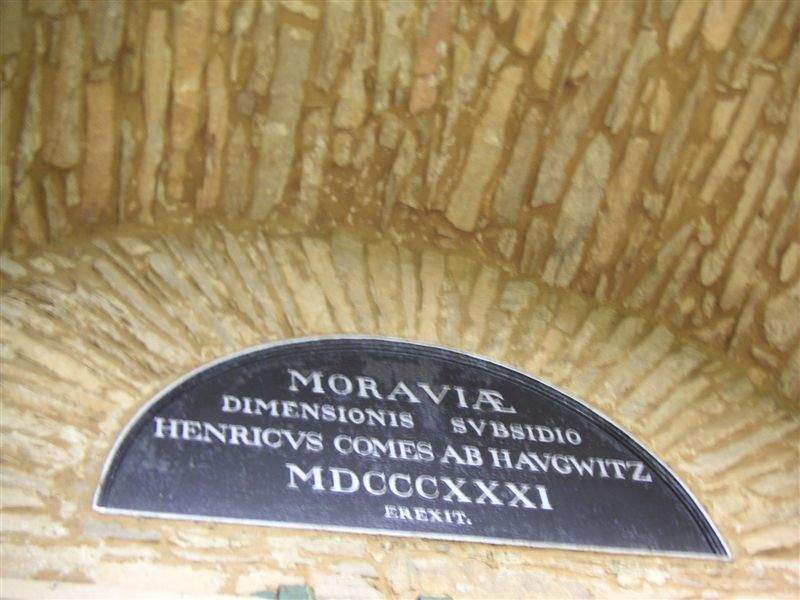 MORAVIÆ
DIMENSIONIS SVBSIDIO
HENRICVS COMES AB HAVGWITZ
MDCCCXXXI
EREXIT.